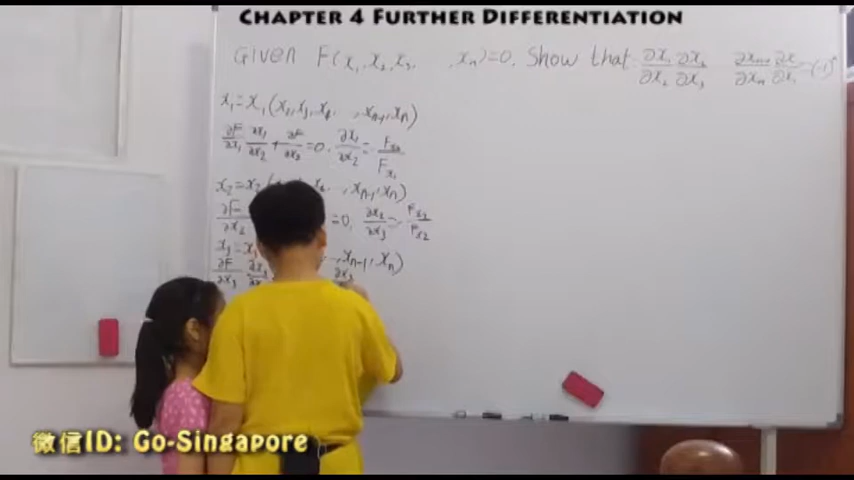 CHAPTER 4 FURTHER DIFFERENTIATION
Given F(x₁, x₂, x₃, , xₙ)=0. Show that ∂x₁/∂x₂ ∂x₂/∂x₃ ∂xₙ₋₁/∂xₙ ∂xₙ/∂x₁=(-1)ⁿ
x₁=x₁(x₂,x₃,x₄, ,xₙ₋₁,xₙ)
∂F/∂x₁ ∂x₁/∂x₂ + ∂F/∂x₂ =0, ∂x₁/∂x₂ = - Fx₂/Fx₁
x₂=x₂( x₄ ,xₙ₋₁,xₙ)
∂F/∂x₂ =0, ∂x₂/∂x₃ = - Fx₃/Fx₂
x₃=x₃ ,xₙ₋₁,xₙ)
∂F/∂x₃ ∂x₃ ∂x₃
微信ID: Go-Singapore